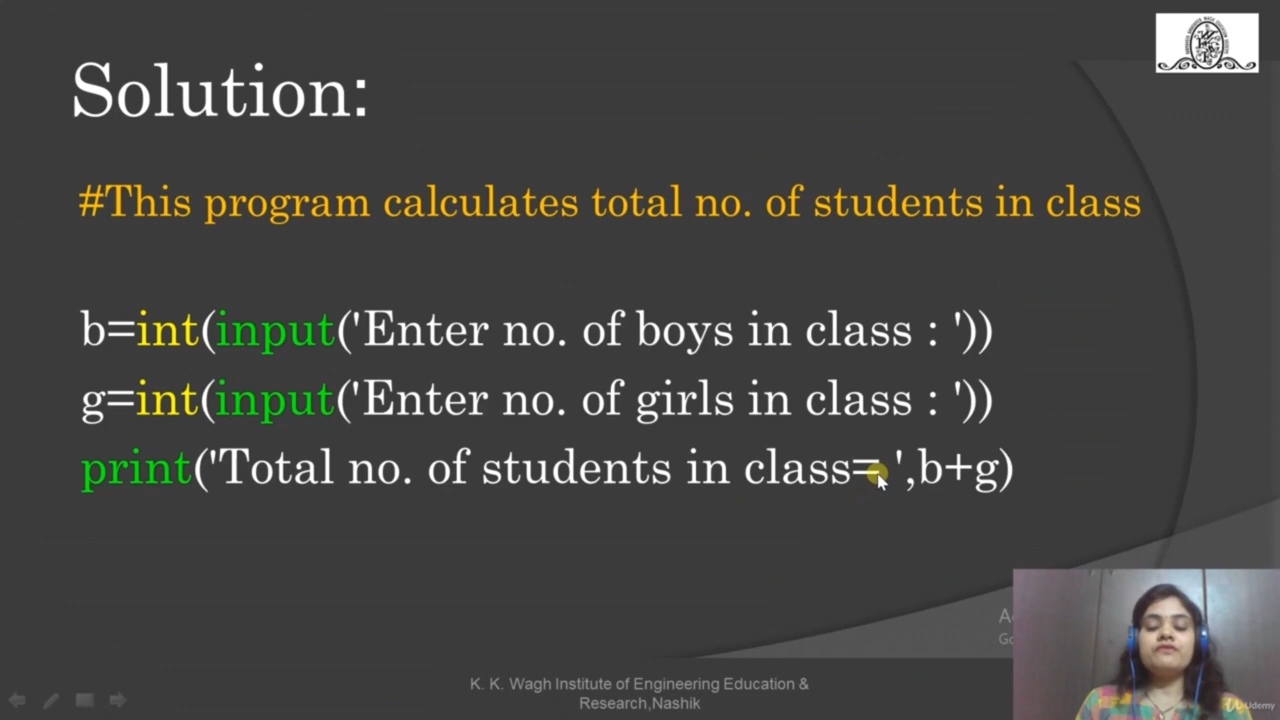 Solution:
#This program calculates total no. of students in class
b=int(input('Enter no. of boys in class : '))
g=int(input('Enter no. of girls in class : '))
print('Total no. of students in class= ',b+g)
K. K. Wagh Institute of Engineering Education &
Research,Nashik
Udemy